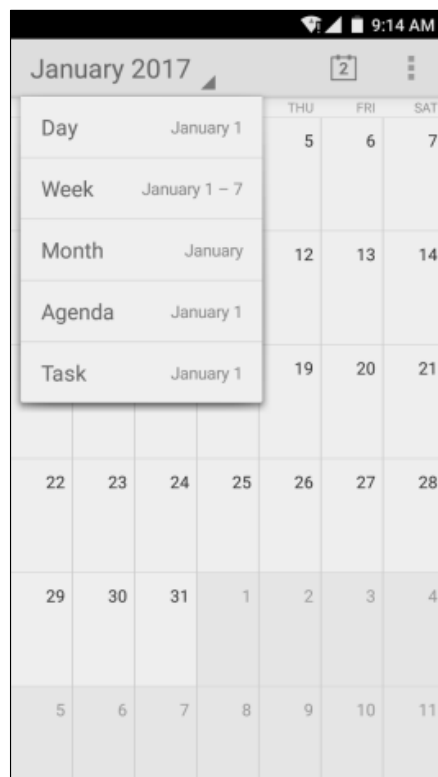 9:14 AM
January 2017
2
THU FRI SAT
Day January 1
5 6 7
Week January 1 – 7
Month January
12 13 14
Agenda January 1
Task January 1
19 20 21
22 23 24 25 26 27 28
29 30 31 1 2 3 4
5 6 7 8 9 10 11